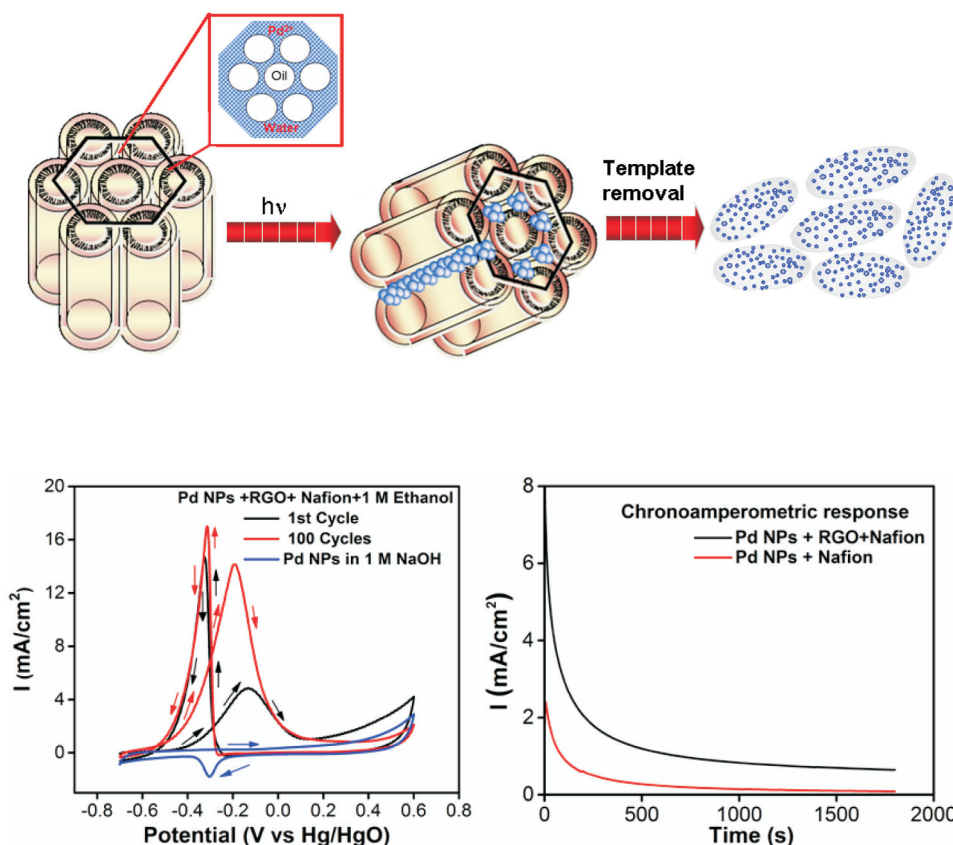 Pd²⁺
Oil
Water
hν
Template
removal
20
16
12
8
4
0
I (mA/cm²)
Pd NPs +RGO+ Nafion+1 M Ethanol
1st Cycle
100 Cycles
Pd NPs in 1 M NaOH
-0.8 -0.6 -0.4 -0.2 0.0 0.2 0.4 0.6 0.8
Potential (V vs Hg/HgO)
8
6
4
2
0
I (mA/cm²)
Chronoamperometric response
Pd NPs + RGO+Nafion
Pd NPs + Nafion
0 500 1000 1500 2000
Time (s)